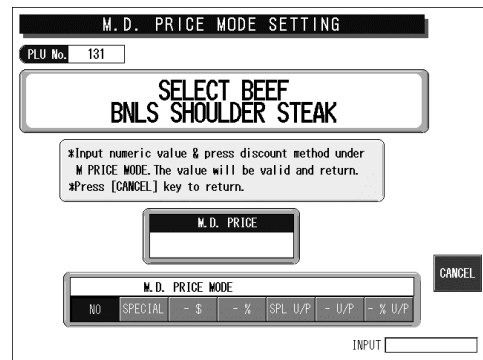 M.D. PRICE MODE SETTING
PLU No. 131
SELECT BEEF
BNLS SHOULDER STEAK
*Input numeric value & press discount method under
M PRICE MODE. The value will be valid and return.
*Press [CANCEL] key to return.
M.D. PRICE
CANCEL
M.D. PRICE MODE
NO SPECIAL - $ - % SPL U/P - U/P - % U/P
INPUT